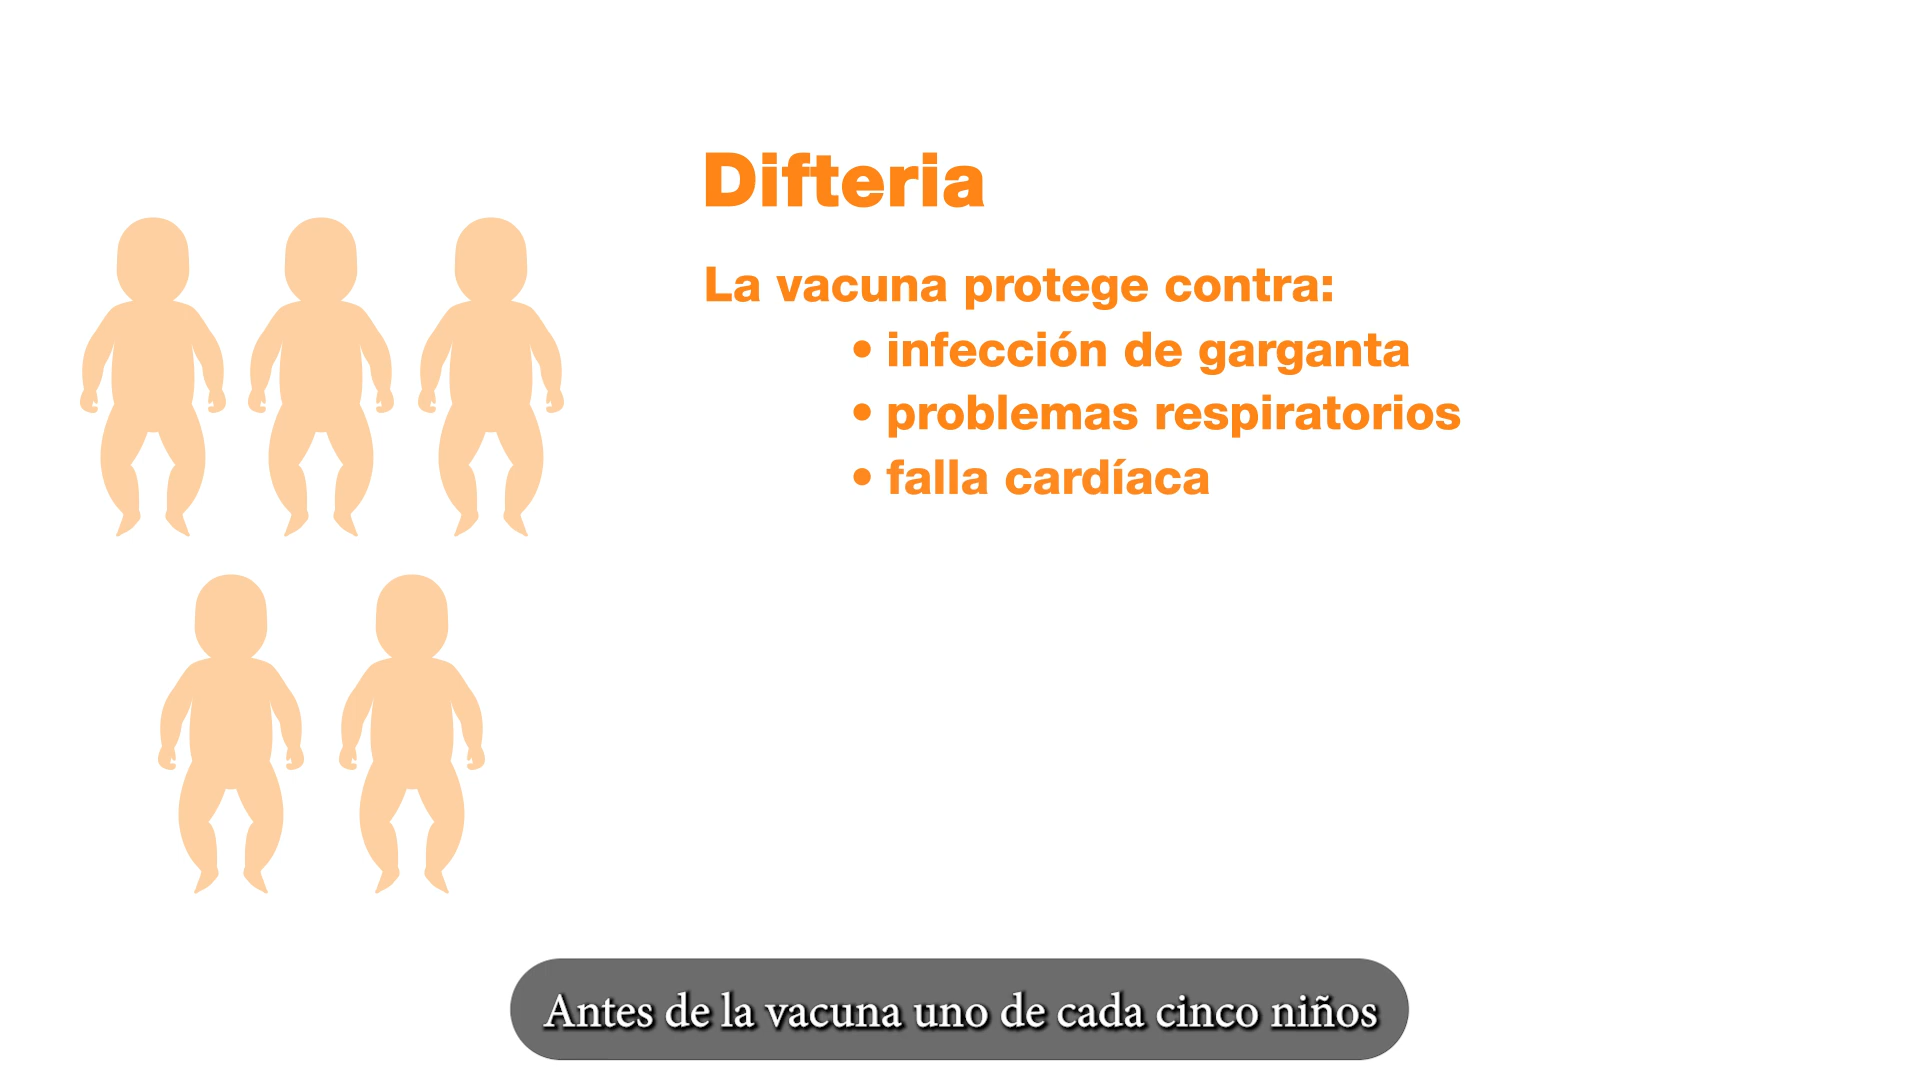 Difteria
La vacuna protege contra:
• infección de garganta
• problemas respiratorios
• falla cardíaca
Antes de la vacuna uno de cada cinco niños